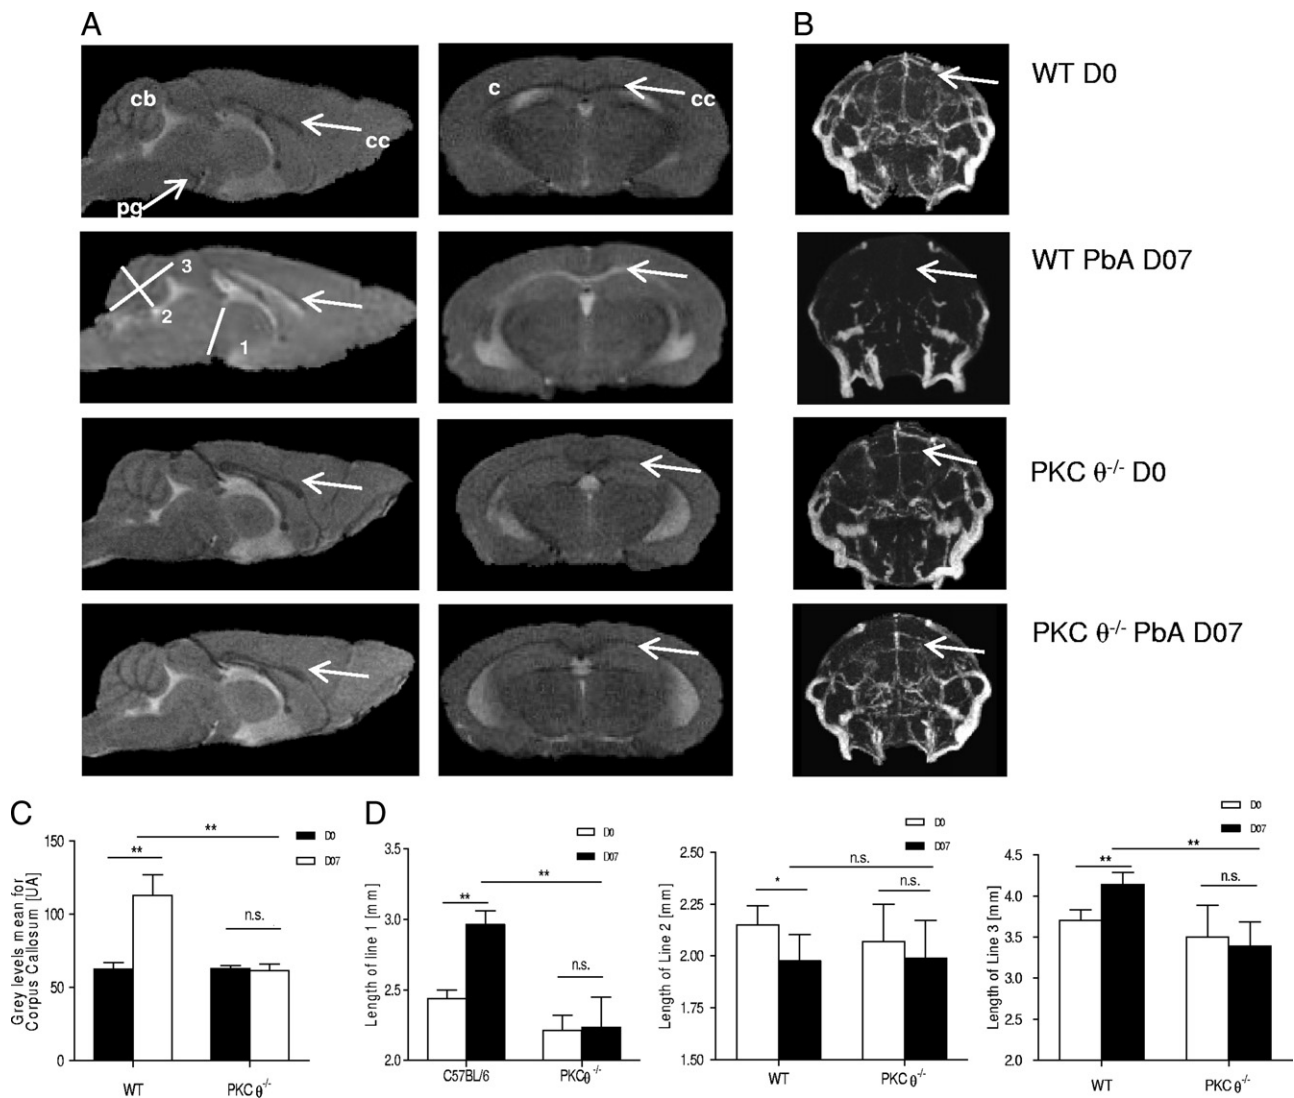 A
B
cb
cc
pg
c
cc
WT D0
3
2
1
WT PbA D07
PKC θ-/- D0
PKC θ-/- PbA D07
C
Grey levels mean for
Corpus Callosum [UA]
150
100
50
0
**
**
n.s.
D0
D07
WT
PKC θ-/-
D
Length of line 1 [mm]
3.5
3.0
2.5
2.0
**
**
n.s.
D0
D07
C57BL/6
PKCθ-/-
Length of Line 2 [mm]
2.50
2.25
2.00
1.75
1.50
n.s.
*
n.s.
D0
D07
WT
PKC θ-/-
Length of Line 3 [mm]
4.5
4.0
3.5
3.0
2.5
2.0
**
**
n.s.
D0
D07
WT
PKC θ-/-